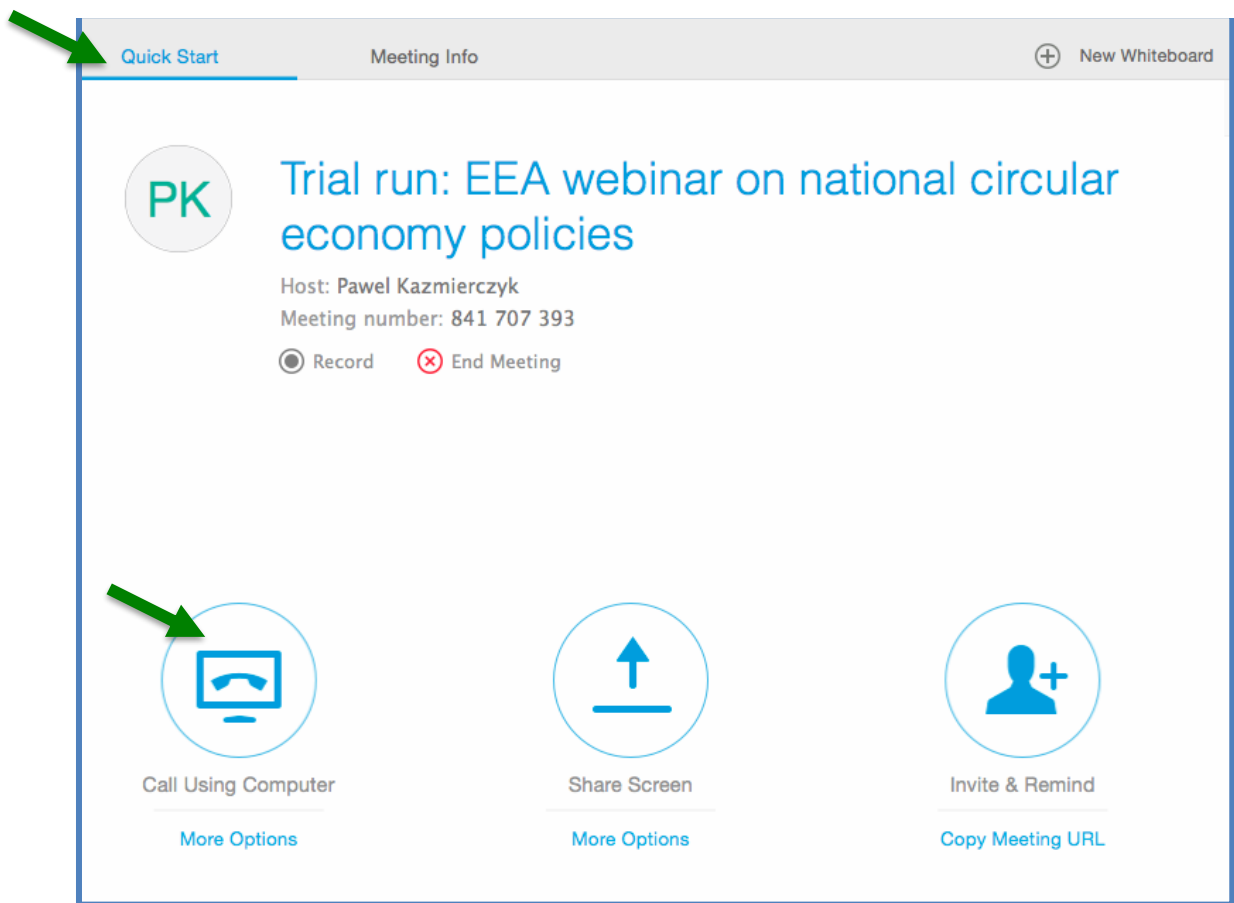 Quick Start
Meeting Info
New Whiteboard
PK
Trial run: EEA webinar on national circular
economy policies
Host: Pawel Kazmierczyk
Meeting number: 841 707 393
Record
End Meeting
Call Using Computer
Share Screen
Invite & Remind
More Options
More Options
Copy Meeting URL